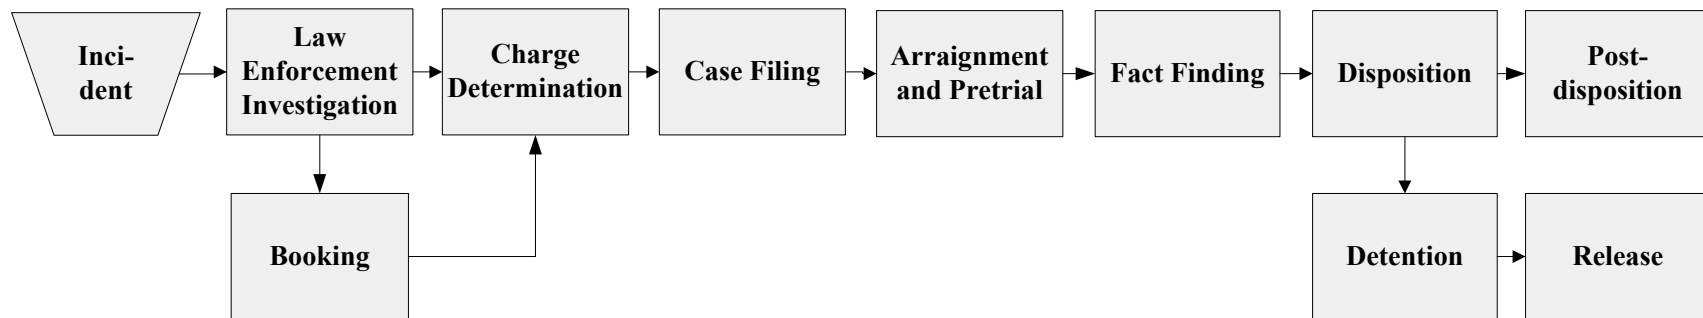 Inci-
dent
Law
Enforcement
Investigation
Charge
Determination
Case Filing
Arraignment
and Pretrial
Fact Finding
Disposition
Post-
disposition
Booking
Detention
Release